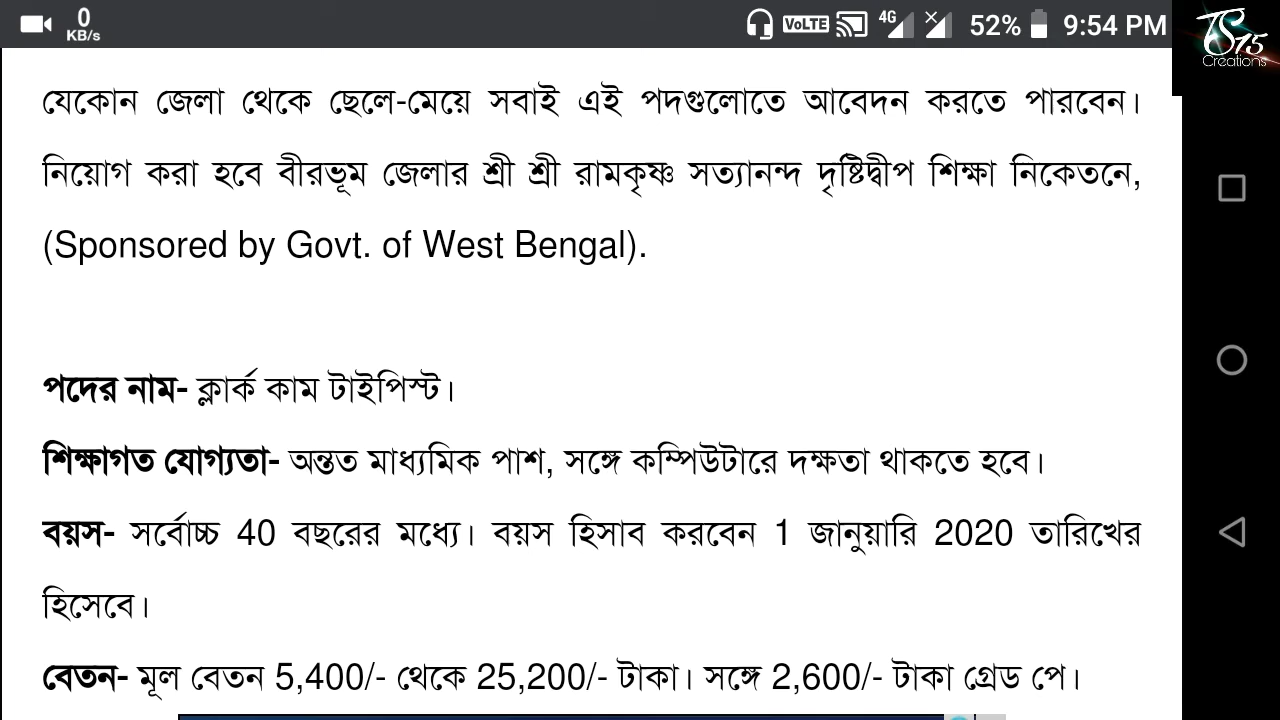 0
KB/s
VoLTE
4G
52%
9:54 PM
TS15
Creations
যেকোন জেলা থেকে ছেলে-মেয়ে সবাই এই পদগুলোতে আবেদন করতে পারবেন।
নিয়োগ করা হবে বীরভূম জেলার শ্রী শ্রী রামকৃষ্ণ সত্যানন্দ দৃষ্টিদ্বীপ শিক্ষা নিকেতনে,
(Sponsored by Govt. of West Bengal).
পদের নাম- ক্লার্ক কাম টাইপিস্ট।
শিক্ষাগত যোগ্যতা- অন্তত মাধ্যমিক পাশ, সঙ্গে কম্পিউটারে দক্ষতা থাকতে হবে।
বয়স- সর্বোচ্চ 40 বছরের মধ্যে। বয়স হিসাব করবেন 1 জানুয়ারি 2020 তারিখের
হিসেবে।
বেতন- মূল বেতন 5,400/- থেকে 25,200/- টাকা। সঙ্গে 2,600/- টাকা গ্রেড পে।